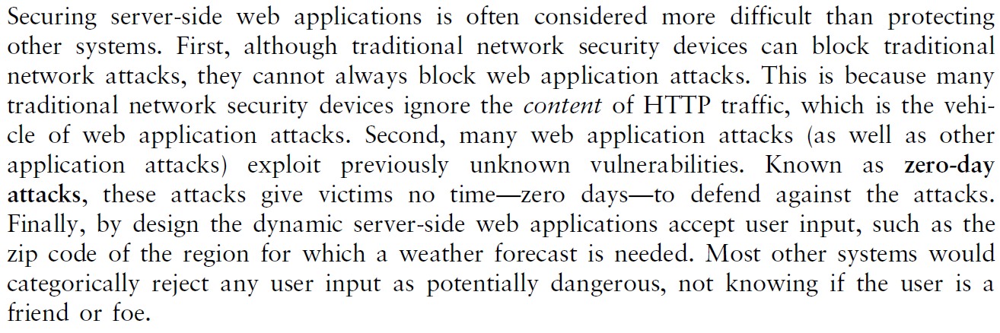 Securing server-side web applications is often considered more difficult than protecting
other systems. First, although traditional network security devices can block traditional
network attacks, they cannot always block web application attacks. This is because many
traditional network security devices ignore the content of HTTP traffic, which is the vehi-
cle of web application attacks. Second, many web application attacks (as well as other
application attacks) exploit previously unknown vulnerabilities. Known as zero-day
attacks, these attacks give victims no time—zero days—to defend against the attacks.
Finally, by design the dynamic server-side web applications accept user input, such as the
zip code of the region for which a weather forecast is needed. Most other systems would
categorically reject any user input as potentially dangerous, not knowing if the user is a
friend or foe.